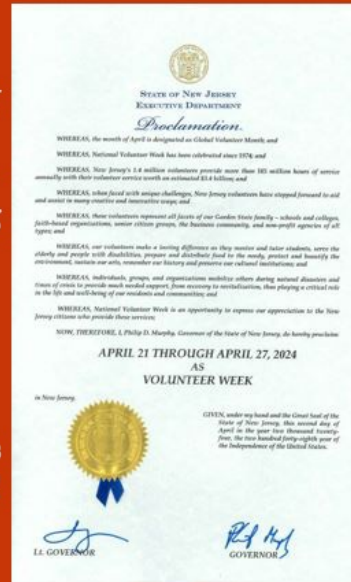 STATE OF NEW JERSEY
EXECUTIVE DEPARTMENT
Proclamation.
WHEREAS, the month of April is designated as Global Volunteer Month; and
WHEREAS, National Volunteer Week has been celebrated since 1974; and
WHEREAS, New Jersey's 1.4 million volunteers provide more than 105 million hours of service
annually with their volunteer service worth an estimated $3.4 billion; and
WHEREAS, when faced with unique challenges, New Jersey volunteers have stepped forward to aid
and assist in many creative and innovative ways; and
WHEREAS, these volunteers represent all facets of our Garden State family – schools and colleges,
faith-based organizations, senior citizen groups, the business community, and non-profit agencies of all
types; and
WHEREAS, our volunteers make a lasting difference as they mentor and tutor students, serve the
elderly and people with disabilities, prepare and distribute food to the needy, protect and beautify the
environment, sustain our arts, remember our history and preserve our cultural institutions; and
WHEREAS, individuals, groups, and organizations mobilize others during natural disasters and
times of crisis to provide much needed support, from recovery to revitalization, thus playing a critical role
in the life and well-being of our residents and communities; and
WHEREAS, National Volunteer Week is an opportunity to express our appreciation to the New
Jersey citizens who provide these services;
NOW, THEREFORE, I, Philip D. Murphy, Governor of the State of New Jersey, do hereby proclaim
APRIL 21 THROUGH APRIL 27, 2024
AS
VOLUNTEER WEEK
in New Jersey.
GIVEN, under my hand and the Great Seal of the
State of New Jersey, this second day of
April in the year two thousand twenty-
four, the two hundred forty-eighth year of
the Independence of the United States.
LT. GOVERNOR
GOVERNOR